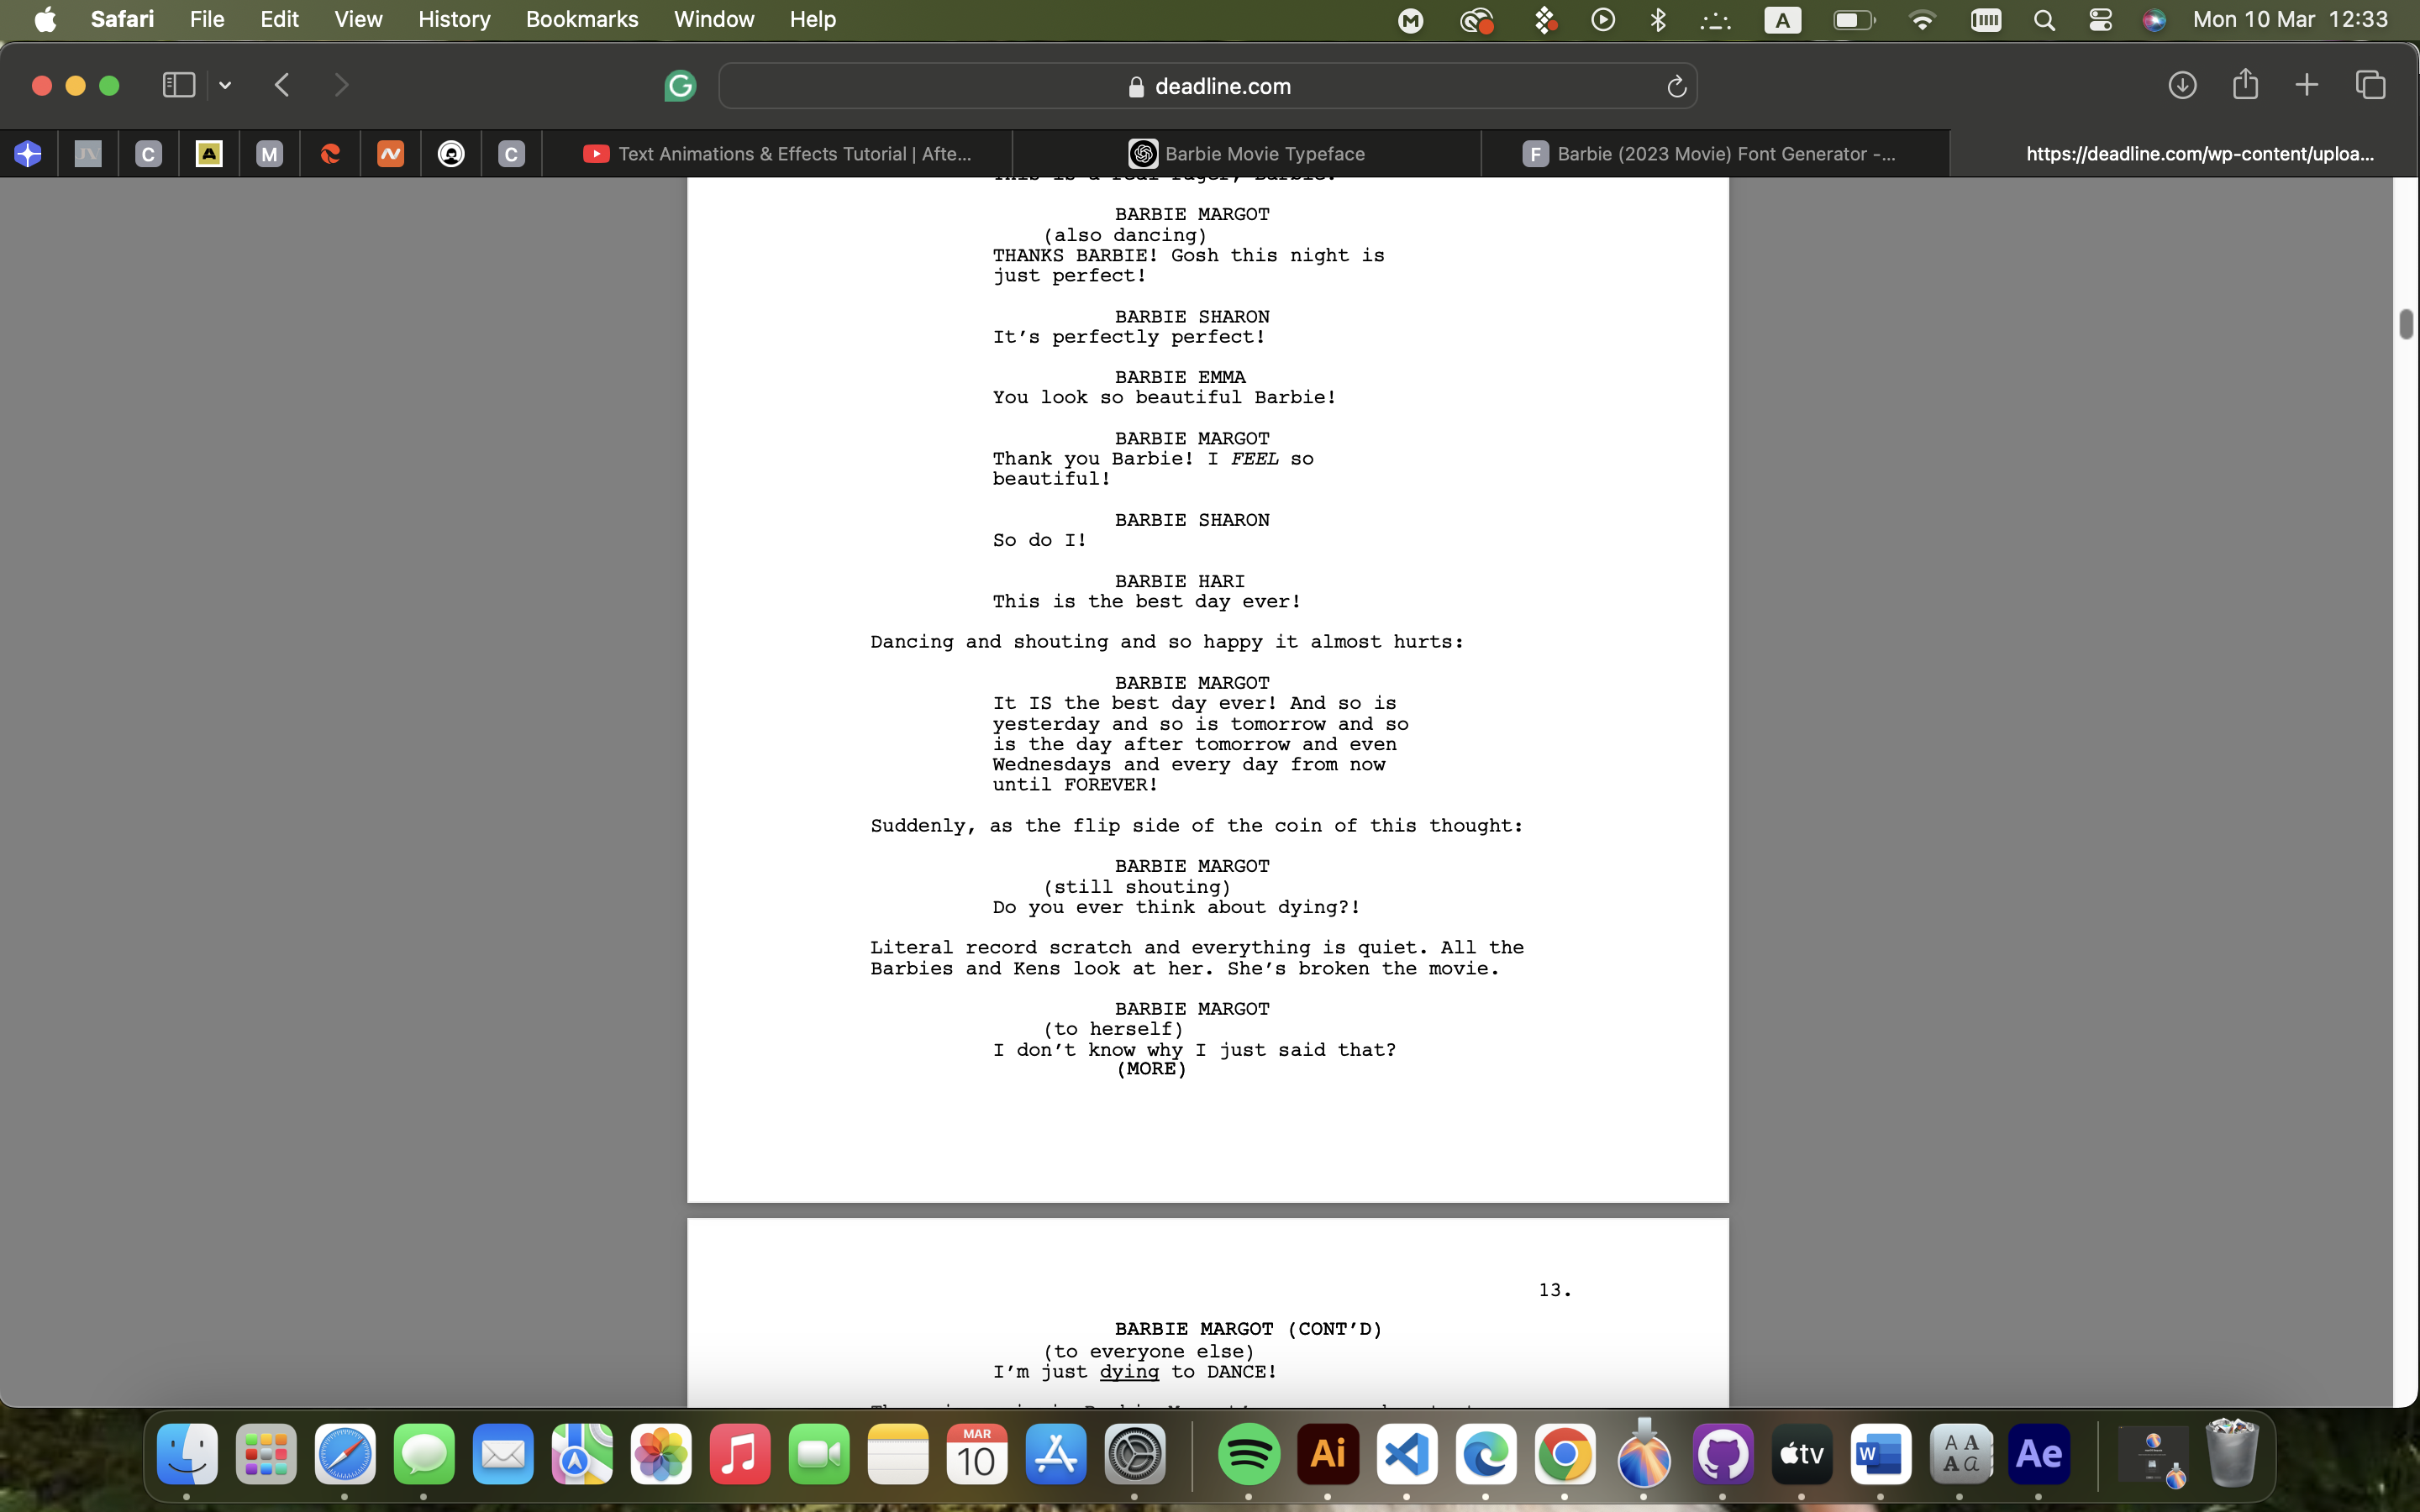 Safari File Edit View History Bookmarks Window Help
A
Mon 10 Mar 12:33
deadline.com
JN
C
A
M
C
Text Animations & Effects Tutorial | Afte...
Barbie Movie Typeface
F
Barbie (2023 Movie) Font Generator -...
https://deadline.com/wp-content/uploa...
BARBIE MARGOT
(also dancing)
THANKS BARBIE! Gosh this night is
just perfect!
BARBIE SHARON
It's perfectly perfect!
BARBIE EMMA
You look so beautiful Barbie!
BARBIE MARGOT
Thank you Barbie! I FEEL so
beautiful!
BARBIE SHARON
So do I!
BARBIE HARI
This is the best day ever!
Dancing and shouting and so happy it almost hurts:
BARBIE MARGOT
It IS the best day ever! And so is
yesterday and so is tomorrow and so
is the day after tomorrow and even
Wednesdays and every day from now
until FOREVER!
Suddenly, as the flip side of the coin of this thought:
BARBIE MARGOT
(still shouting)
Do you ever think about dying?!
Literal record scratch and everything is quiet. All the
Barbies and Kens look at her. She's broken the movie.
BARBIE MARGOT
(to herself)
I don't know why I just said that?
(MORE)
13.
BARBIE MARGOT (CONT'D)
(to everyone else)
I'm just dying to DANCE!
MAR
10
Ai
tv
W
A A
A a
Ae